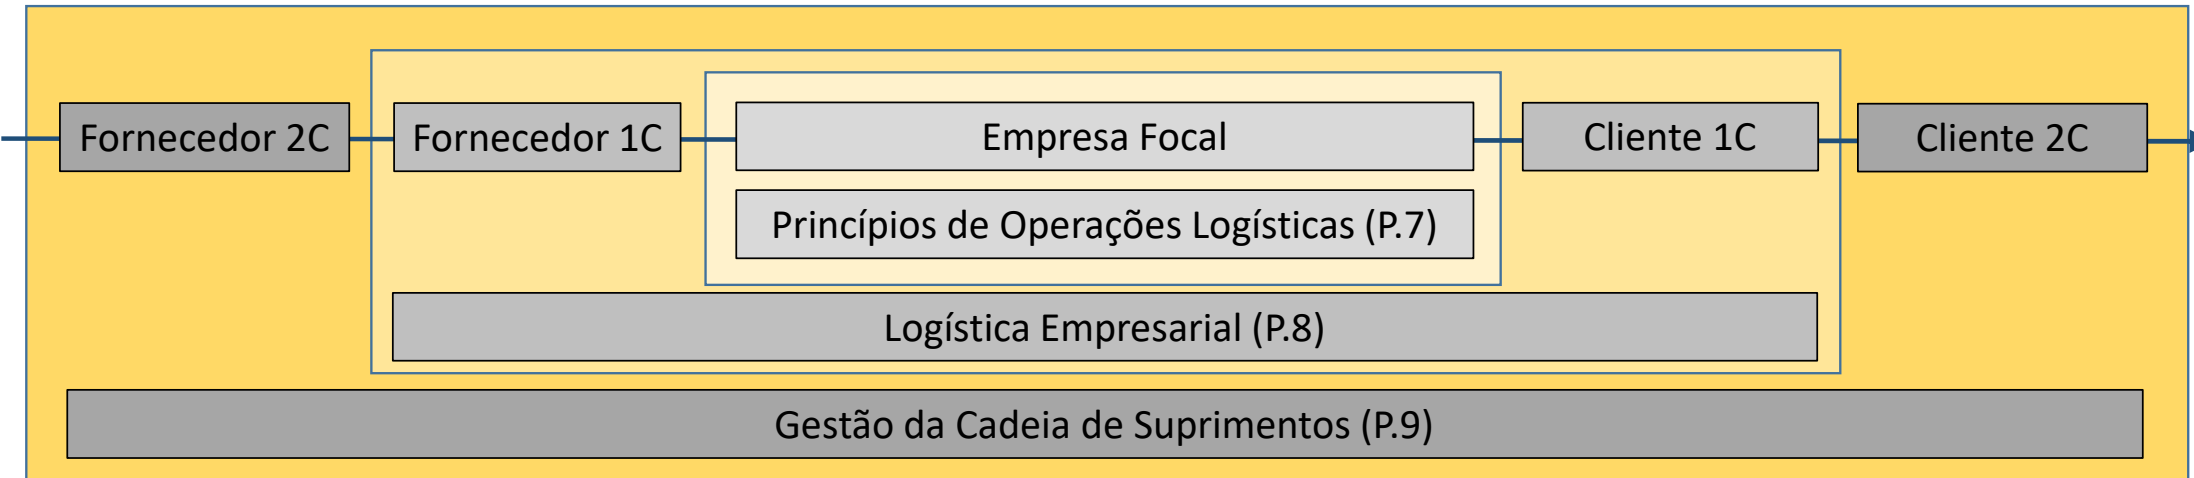 Fornecedor 2C
Fornecedor 1C
Empresa Focal
Cliente 1C
Cliente 2C
Princípios de Operações Logísticas (P.7)
Logística Empresarial (P.8)
Gestão da Cadeia de Suprimentos (P.9)